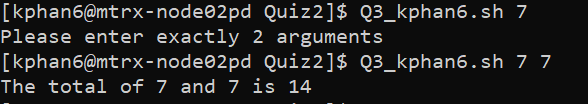 [kphan6@mtrx-node02pd Quiz2]$ Q3_kphan6.sh 7
Please enter exactly 2 arguments
[kphan6@mtrx-node02pd Quiz2]$ Q3_kphan6.sh 7 7
The total of 7 and 7 is 14